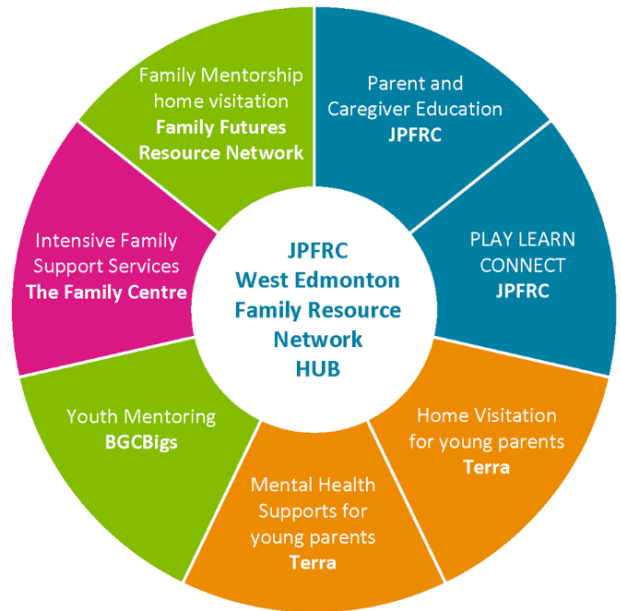 Family Mentorship
home visitation
Family Futures
Resource Network
Parent and
Caregiver Education
JPFRC
PLAY LEARN
CONNECT
JPFRC
Home Visitation
for young parents
Terra
Mental Health
Supports for
young parents
Terra
Youth Mentoring
BGCBigs
Intensive Family
Support Services
The Family Centre
JPFRC
West Edmonton
Family Resource
Network
HUB